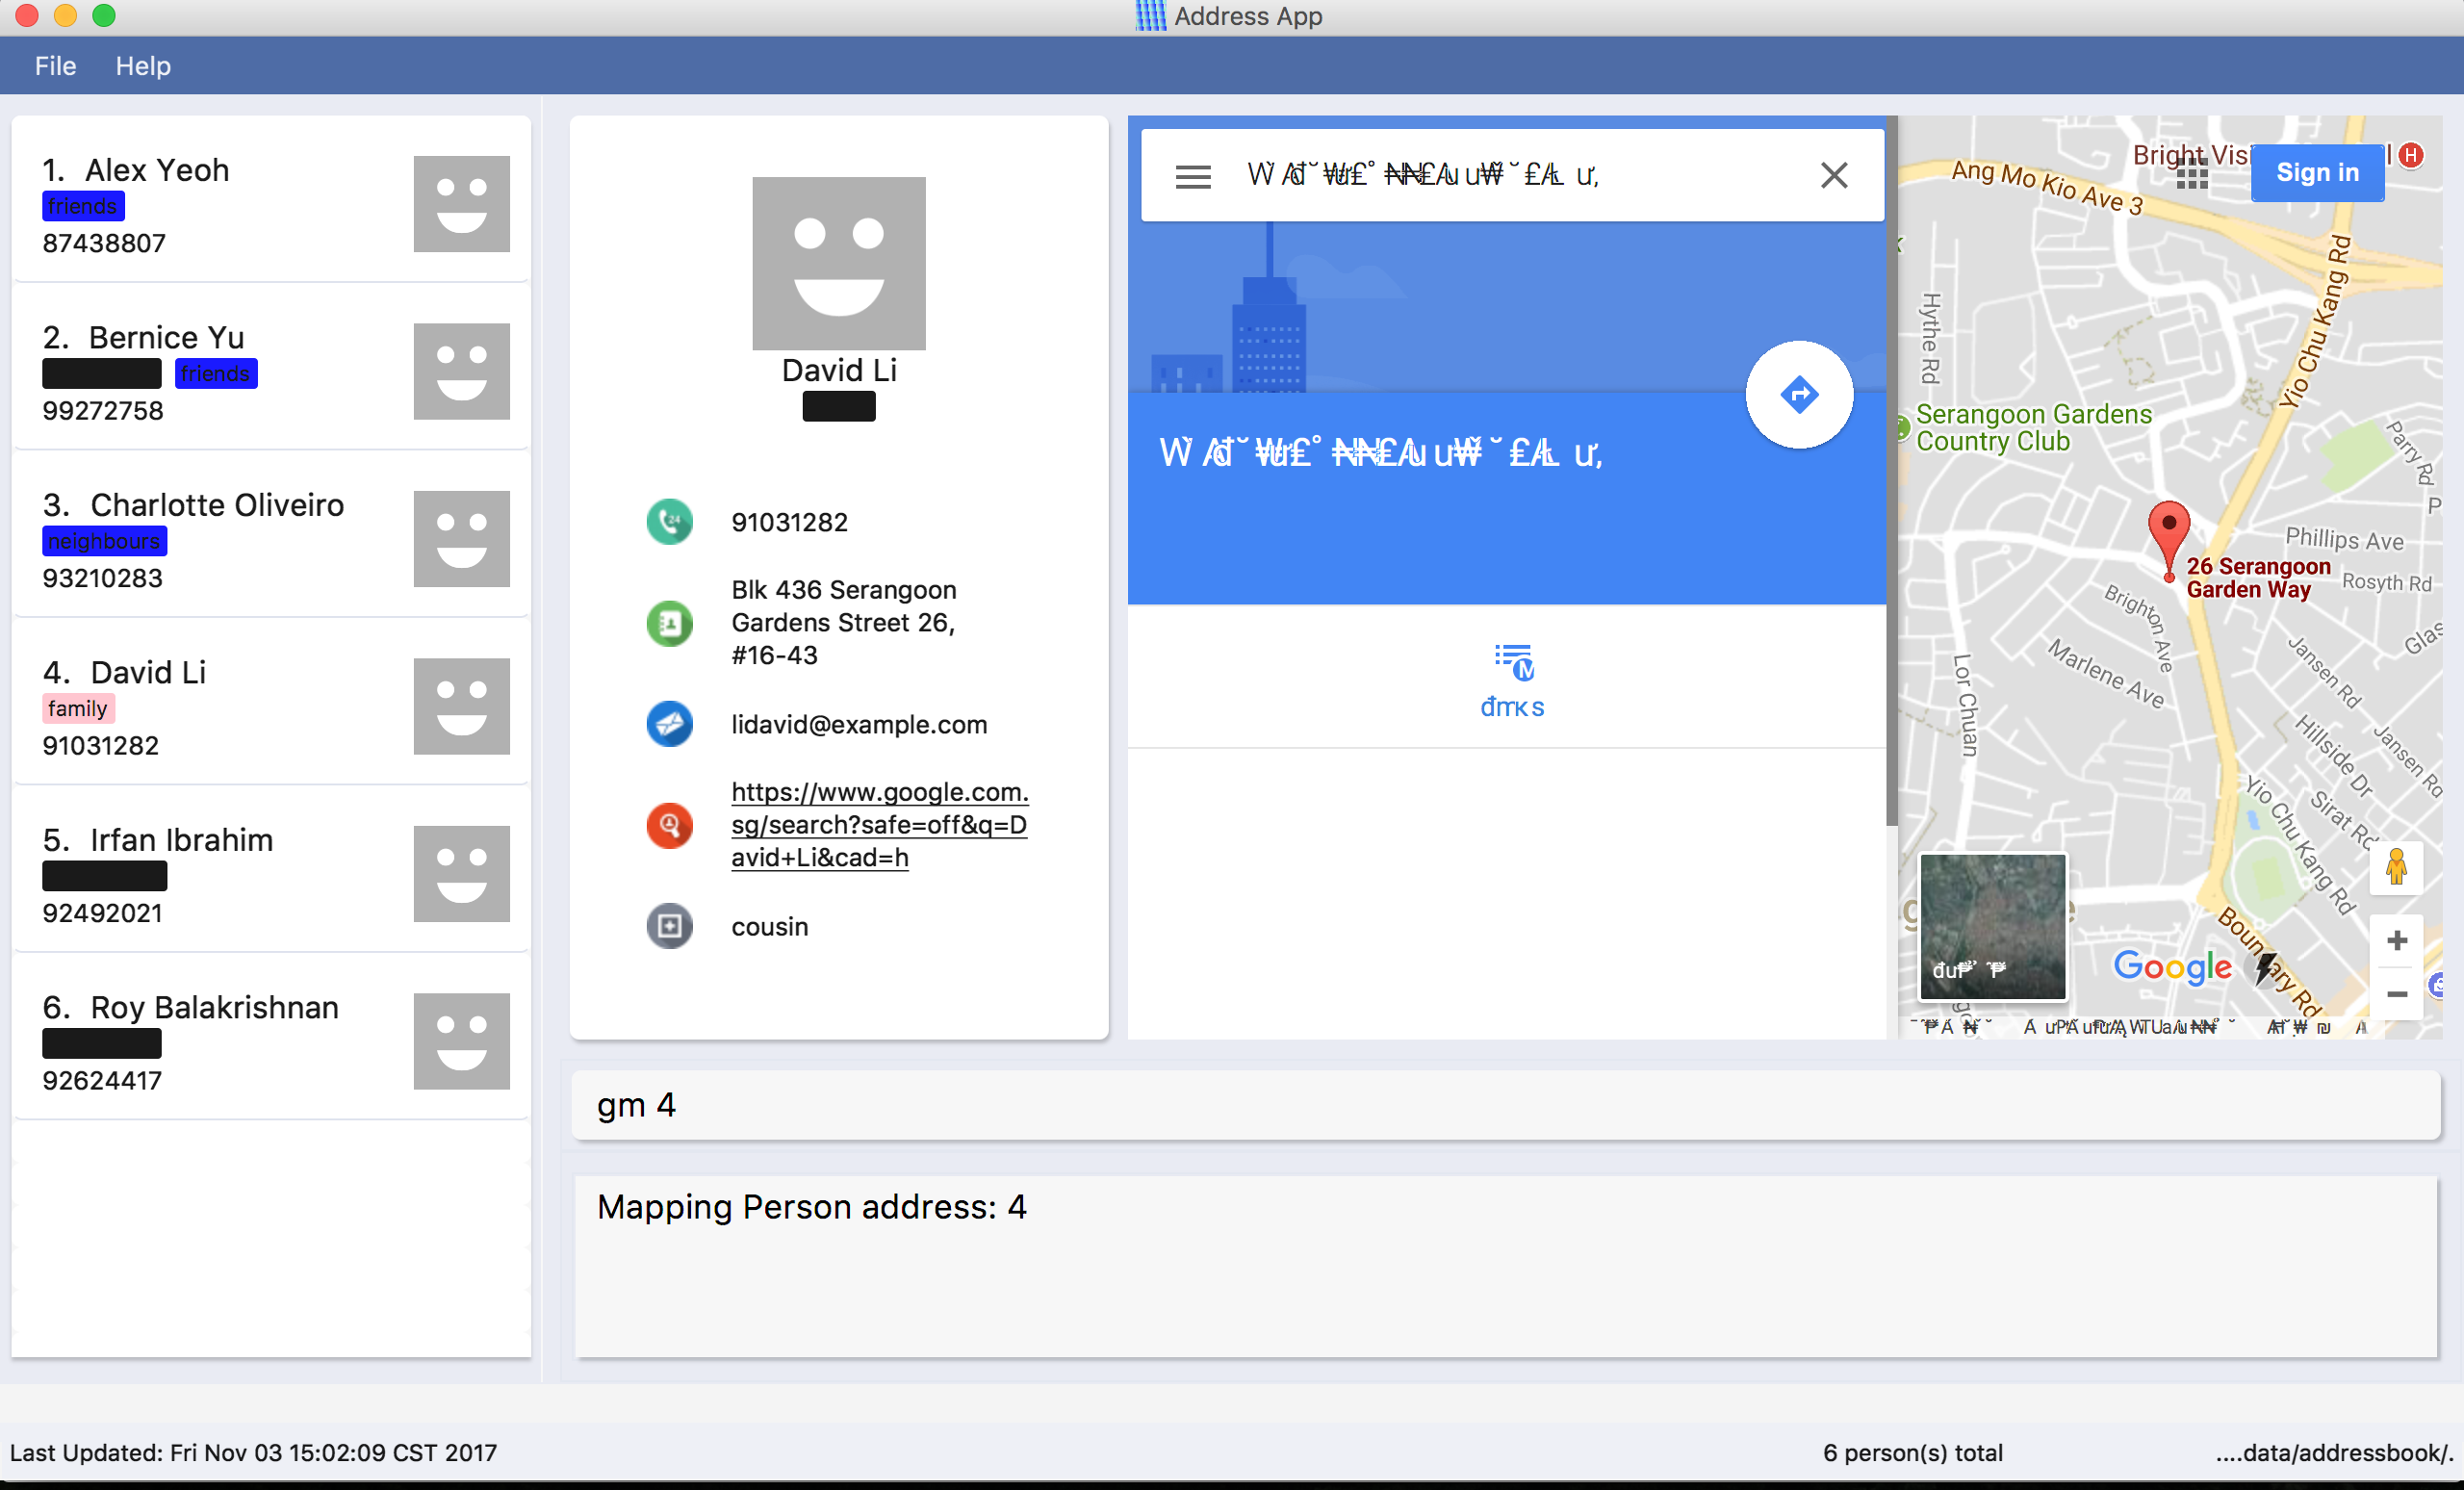 Address App
File Help
1. Alex Yeoh
friends
87438807
2. Bernice Yu
friends
99272758
3. Charlotte Oliveiro
neighbours
93210283
4. David Li
family
91031282
5. Irfan Ibrahim
92492021
6. Roy Balakrishnan
92624417
David Li
91031282
Blk 436 Serangoon
Gardens Street 26,
#16-43
lidavid@example.com
https://www.google.com.
sg/search?safe=off&q=D
avid+Li&cad=h
cousin
Bright
H
Sign in
Ang Mo Kio Ave 3
Yio Chu Kang Rd
Hythe Rd
Serangoon Gardens
Country Club
Parry Rd
Phillips Ave
26 Serangoon
Garden Way
Rosyth Rd
Brighton Ave
Marlene Ave
Lor Chuan
Jansen Rd
Hillside Dr
Jansen Rd
Sirat Rd
Yio Chu Kang Rd
Boundary Rd
Google
gm 4
Mapping Person address: 4
Last Updated: Fri Nov 03 15:02:09 CST 2017
6 person(s) total
....data/addressbook/.